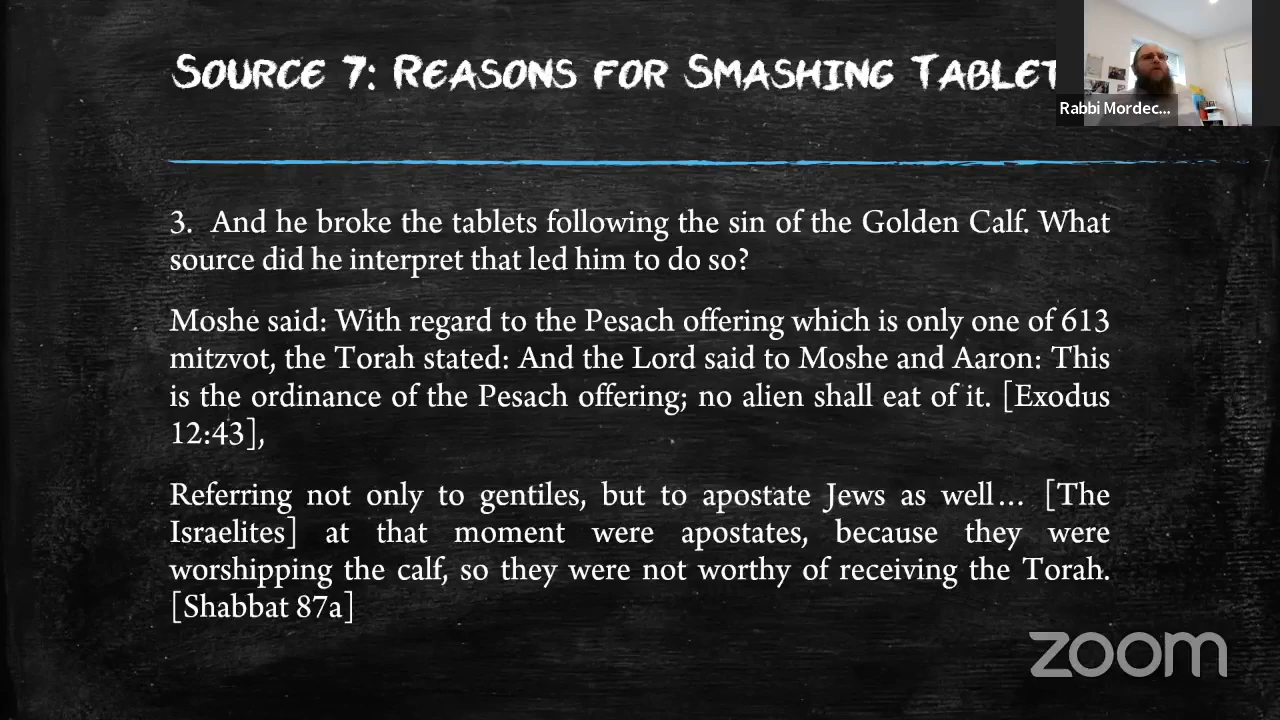 SOURCE 7: REASONS FOR SMASHING TABLET
Rabbi Mordec...
3. And he broke the tablets following the sin of the Golden Calf. What
source did he interpret that led him to do so?
Moshe said: With regard to the Pesach offering which is only one of 613
mitzvot, the Torah stated: And the Lord said to Moshe and Aaron: This
is the ordinance of the Pesach offering; no alien shall eat of it. [Exodus
12:43],
Referring not only to gentiles, but to apostate Jews as well… [The
Israelites] at that moment were apostates, because they were
worshipping the calf, so they were not worthy of receiving the Torah.
[Shabbat 87a]
zoom